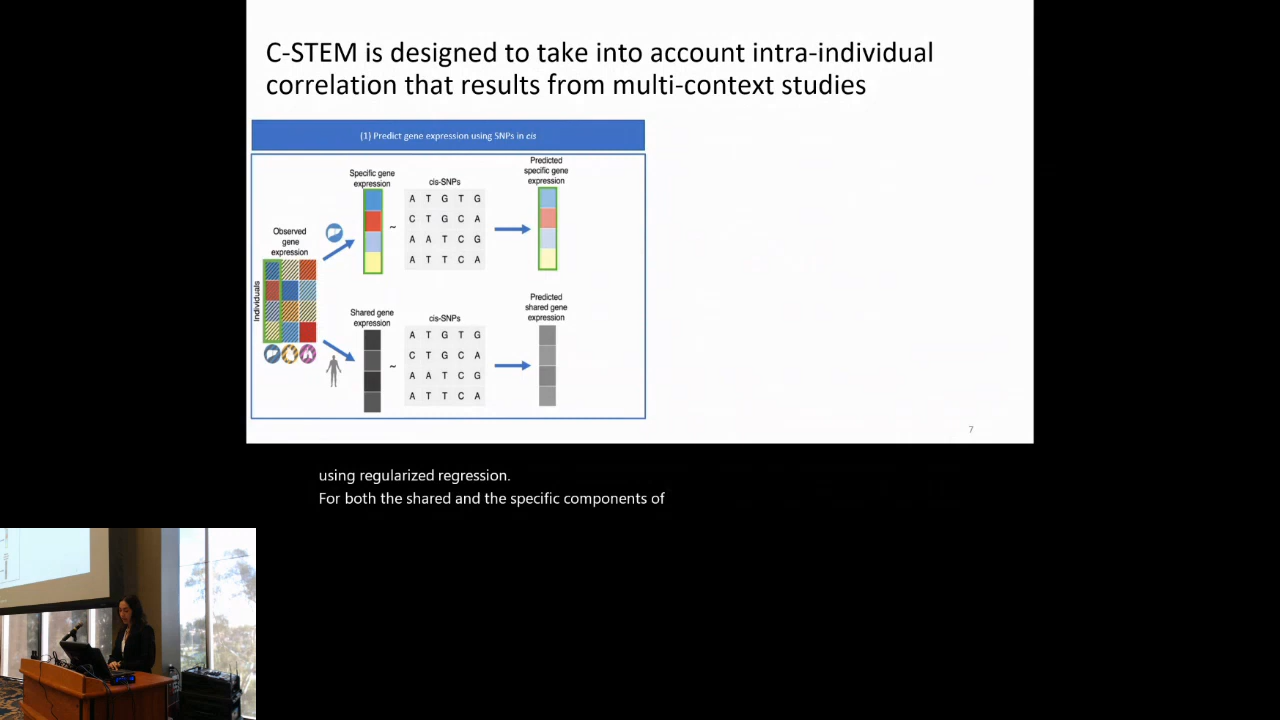 C-STEM is designed to take into account intra-individual
correlation that results from multi-context studies
(1) Predict gene expression using SNPs in cis
Observed
gene
expression
Individuals
Specific gene
expression
~
cis-SNPs
A T G T G
C T G C A
A A T C G
A T T C A
Predicted
specific gene
expression
Shared gene
expression
~
cis-SNPs
A T G T G
C T G C A
A A T C G
A T T C A
Predicted
shared gene
expression
7
using regularized regression.
For both the shared and the specific components of